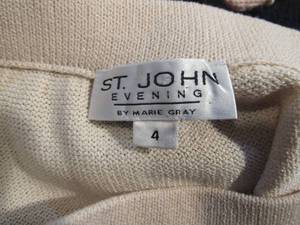 ST. JOHN
EVENING
BY MARIE GRAY
4